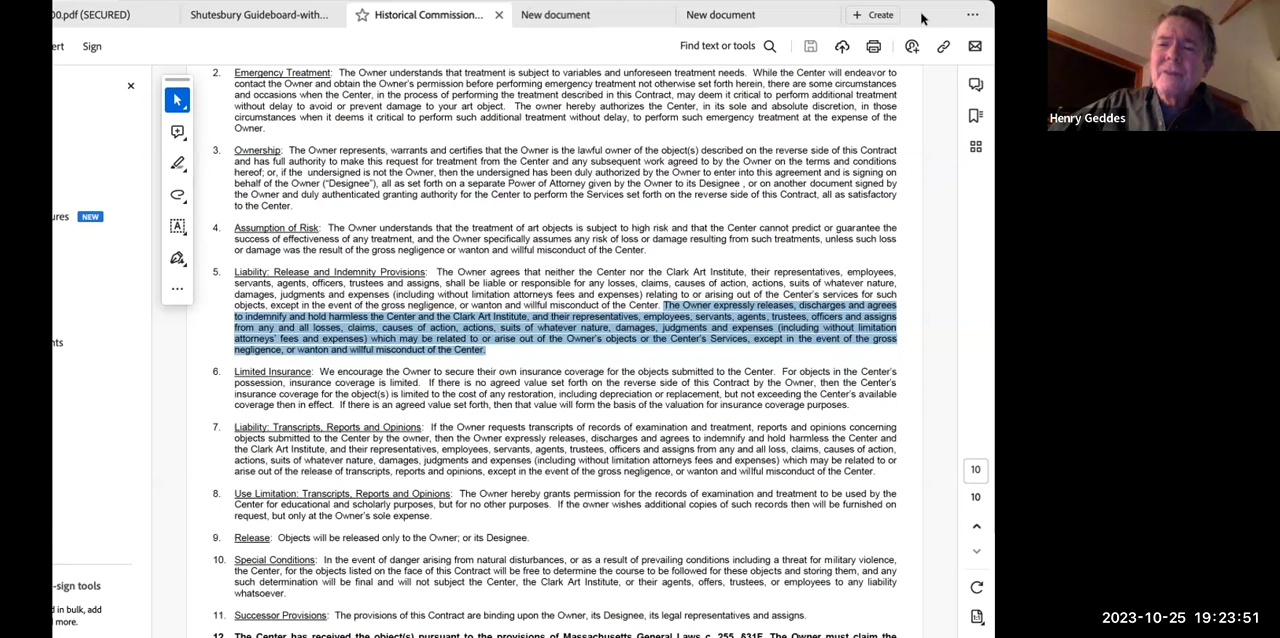 00.pdf (SECURED)
Shutesbury Guideboard-with...
Historical Commission...
New document
New document
Create
ert
Sign
Find text or tools
ures NEW
nts
-sign tools
d in bulk, add
more.
2. Emergency Treatment: The Owner understands that treatment is subject to variables and unforeseen treatment needs. While the Center will endeavor to
contact the Owner and obtain the Owner's permission before performing emergency treatment not otherwise set forth herein, there are some circumstances
and occasions when the Center, in the process of performing the treatment described in this Contract, may deem it critical to perform additional treatment
without delay to avoid or prevent damage to your art object. The owner hereby authorizes the Center, in its sole and absolute discretion, in those
circumstances when it deems it critical to perform such additional treatment without delay, to perform such emergency treatment at the expense of the
Owner.
3. Ownership: The Owner represents, warrants and certifies that the Owner is the lawful owner of the object(s) described on the reverse side of this Contract
and has full authority to make this request for treatment from the Center and any subsequent work agreed to by the Owner on the terms and conditions
hereof; or, if the undersigned is not the Owner, then the undersigned has been duly authorized by the Owner to enter into this agreement and is signing on
behalf of the Owner ("Designee"), all as set forth on a separate Power of Attorney given by the Owner to its Designee , or on another document signed by
the Owner and duly authenticated granting authority for the Center to perform the Services set forth on the reverse side of this Contract, all as satisfactory
to the Center.
4. Assumption of Risk: The Owner understands that the treatment of art objects is subject to high risk and that the Center cannot predict or guarantee the
success of effectiveness of any treatment, and the Owner specifically assumes any risk of loss or damage resulting from such treatments, unless such loss
or damage was the result of the gross negligence or wanton and willful misconduct of the Center.
5. Liability: Release and Indemnity Provisions: The Owner agrees that neither the Center nor the Clark Art Institute, their representatives, employees,
servants, agents, officers, trustees and assigns, shall be liable or responsible for any losses, claims, causes of action, actions, suits of whatever nature,
damages, judgments and expenses (including without limitation attorneys fees and expenses) relating to or arising out of the Center's services for such
objects, except in the event of the gross negligence, or wanton and willful misconduct of the Center. The Owner expressly releases, discharges and agrees
to indemnify and hold harmless the Center and the Clark Art Institute, and their representatives, employees, servants, agents, trustees, officers and assigns
from any and all losses, claims, causes of action, actions, suits of whatever nature, damages, judgments and expenses (including without limitation
attorneys' fees and expenses) which may be related to or arise out of the Owner's objects or the Center's Services, except in the event of the gross
negligence, or wanton and willful misconduct of the Center.
6. Limited Insurance: We encourage the Owner to secure their own insurance coverage for the objects submitted to the Center. For objects in the Center's
possession, insurance coverage is limited. If there is no agreed value set forth on the reverse side of this Contract by the Owner, then the Center's
insurance coverage for the object(s) is limited to the cost of any restoration, including depreciation or replacement, but not exceeding the Center's available
coverage then in effect. If there is an agreed value set forth, then that value will form the basis of the valuation for insurance coverage purposes.
7. Liability: Transcripts, Reports and Opinions: If the Owner requests transcripts of records of examination and treatment, reports and opinions concerning
objects submitted to the Center by the owner, then the Owner expressly releases, discharges and agrees to indemnify and hold harmless the Center and
the Clark Art Institute, and their representatives, employees, servants, agents, trustees, officers and assigns from any and all loss, claims, causes of action,
actions, suits of whatever nature, damages, judgments and expenses (including without limitation attorneys fees and expenses) which may be related to or
arise out of the release of transcripts, reports and opinions, except in the event of the gross negligence, or wanton and willful misconduct of the Center.
8. Use Limitation: Transcripts, Reports and Opinions: The Owner hereby grants permission for the records of examination and treatment to be used by the
Center for educational and scholarly purposes, but for no other purposes. If the owner wishes additional copies of such records then will be furnished on
request, but only at the Owner's sole expense.
9. Release: Objects will be released only to the Owner; or its Designee.
10. Special Conditions: In the event of danger arising from natural disturbances, or as a result of prevailing conditions including a threat for military violence,
the Center, for the objects listed on the face of this Contract will be free to determine the course to be followed for these objects and storing them, and any
such determination will be final and will not subject the Center, the Clark Art Institute, or their agents, offers, trustees, or employees to any liability
whatsoever.
11. Successor Provisions: The provisions of this Contract are binding upon the Owner, its Designee, its legal representatives and assigns.
12. The Center has received the object(s) pursuant to the provisions of Massachusetts General Laws c. 255, §31E. The Owner must claim the
10
10
Henry Geddes
2023-10-25 19:23:51